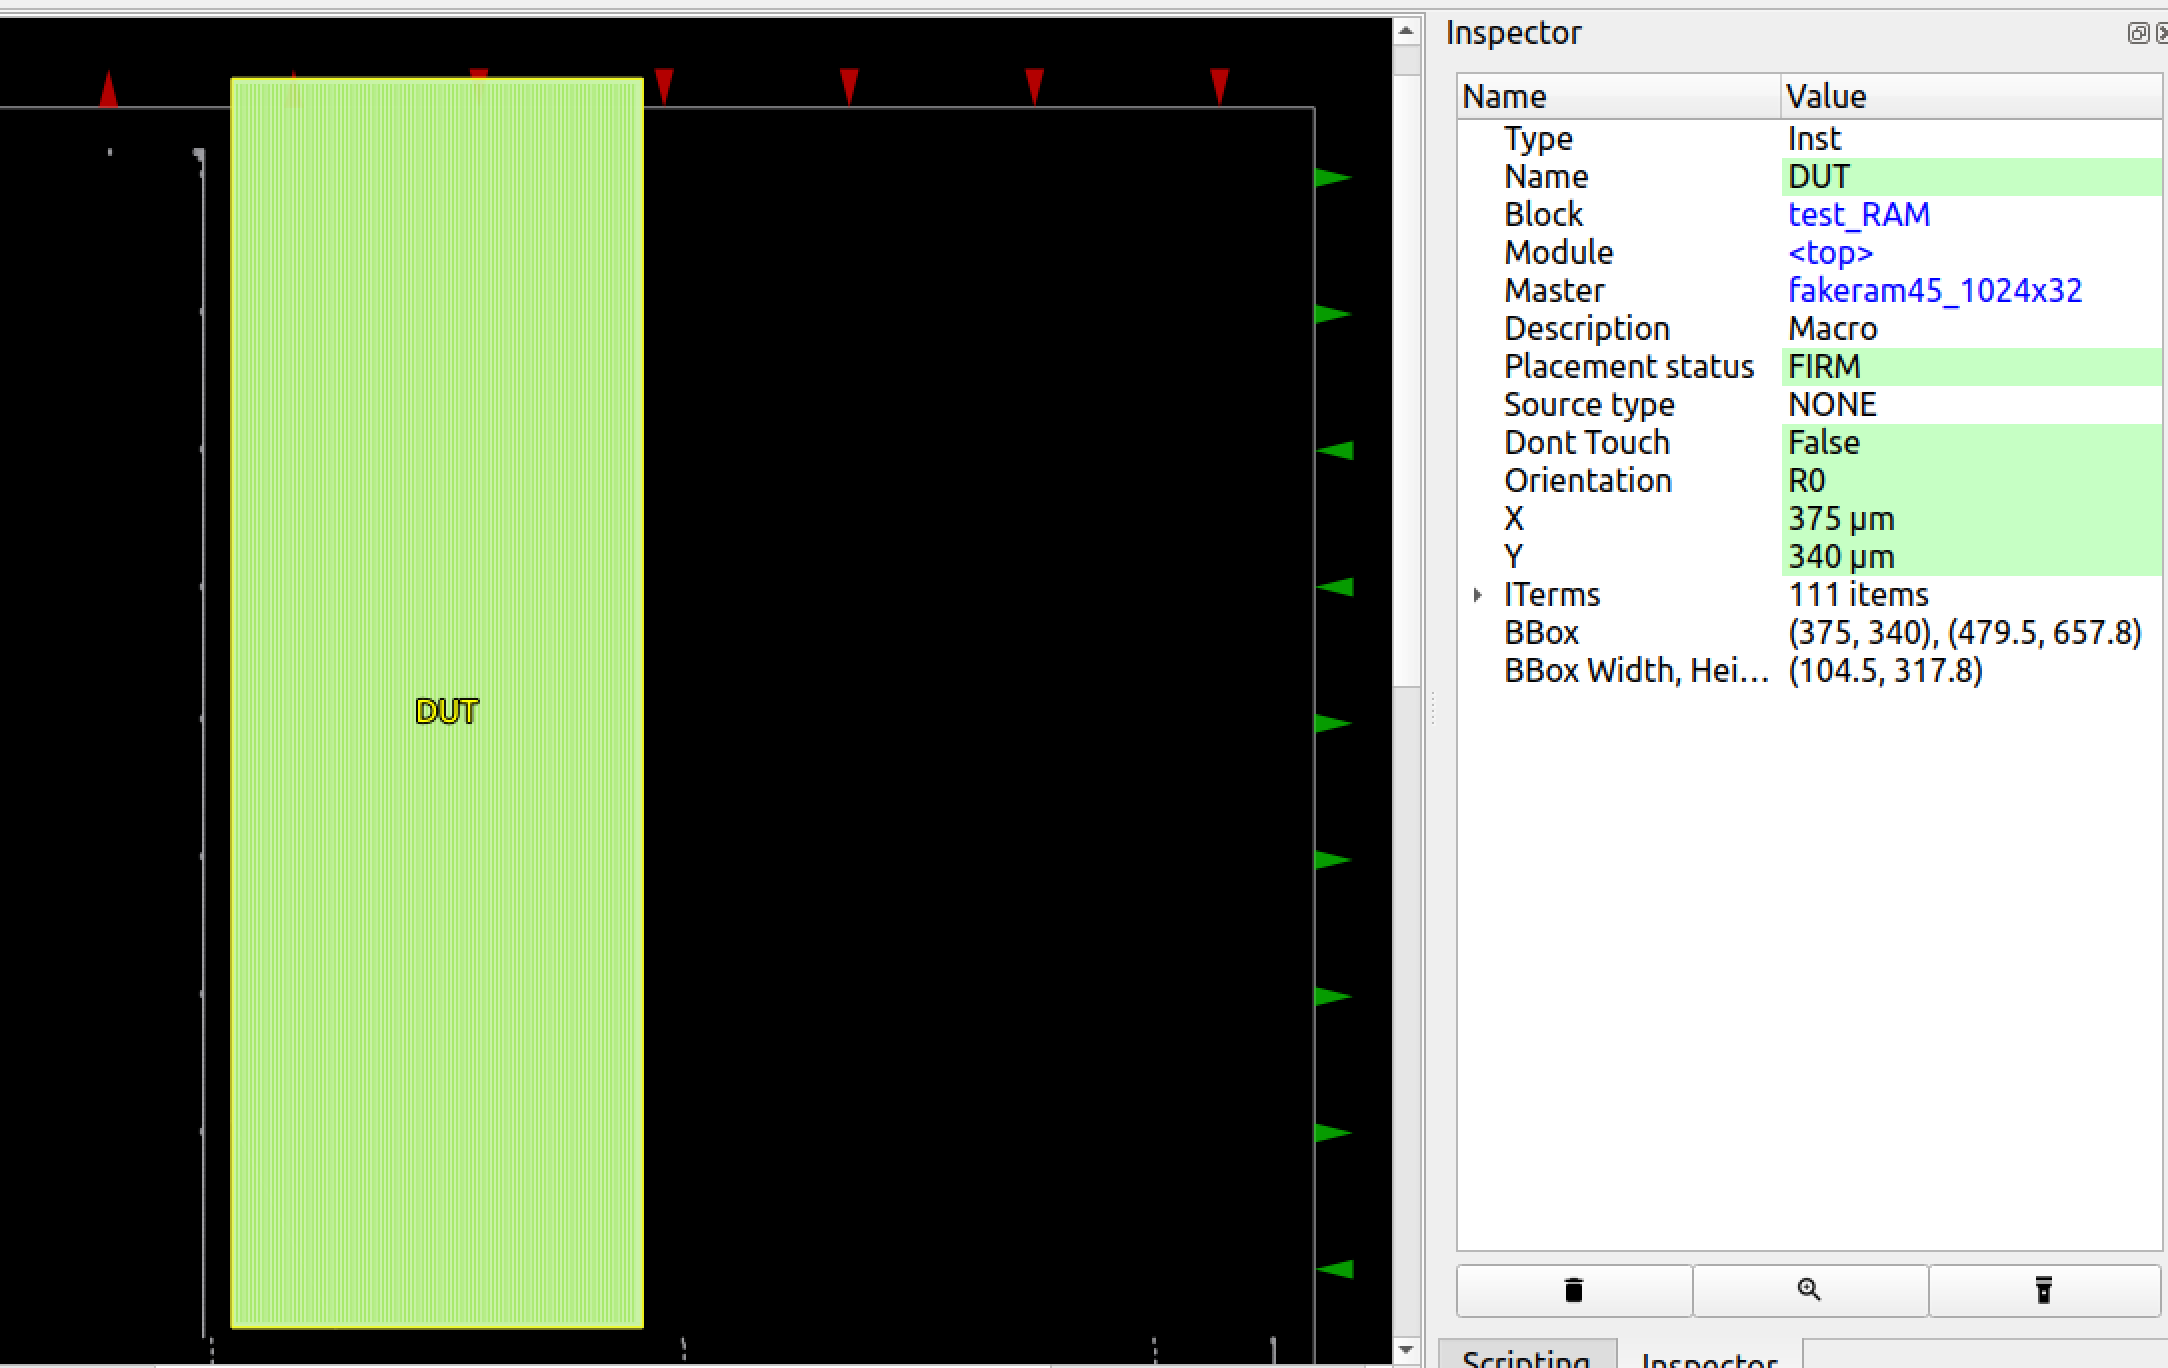 Inspector
Name Value
Type Inst
Name DUT
Block test_RAM
Module <top>
Master fakeram45_1024x32
Description Macro
Placement status FIRM
Source type NONE
Dont Touch False
Orientation R0
X 375 µm
Y 340 µm
ITerms 111 items
BBox (375, 340), (479.5, 657.8)
BBox Width, Hei... (104.5, 317.8)
DUT
Scripting Inspector